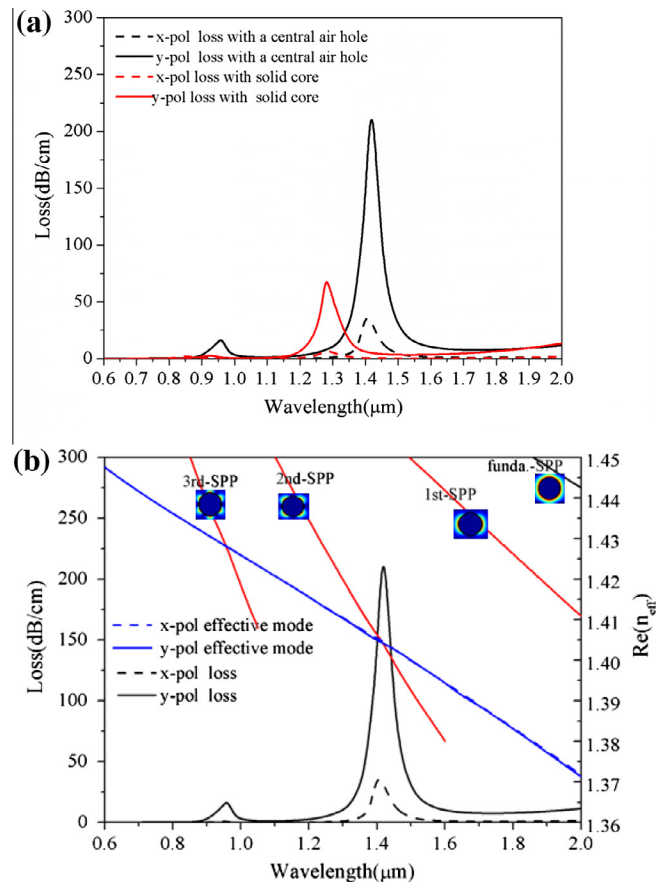 (a)
300
250
200
150
100
50
0
Loss(dB/cm)
x-pol loss with a central air hole
y-pol loss with a central air hole
x-pol loss with solid core
y-pol loss with solid core
0.6 0.7 0.8 0.9 1.0 1.1 1.2 1.3 1.4 1.5 1.6 1.7 1.8 1.9 2.0
Wavelength(μm)
(b)
300
250
200
150
100
50
0
Loss(dB/cm)
3rd-SPP
2nd-SPP
1st-SPP
funda.-SPP
x-pol effective mode
y-pol effective mode
x-pol loss
y-pol loss
1.45
1.44
1.43
1.42
1.41
1.40
1.39
1.38
1.37
1.36
Re(neff)
0.6 0.8 1.0 1.2 1.4 1.6 1.8 2.0
Wavelength(μm)